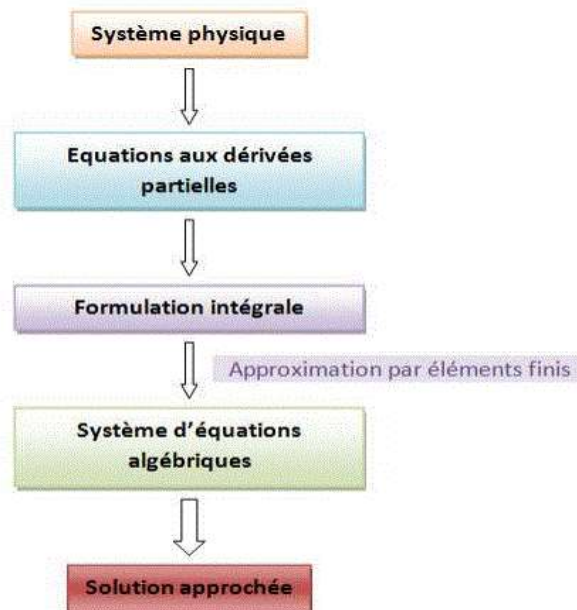 Système physique
Equations aux dérivées
partielles
Formulation intégrale
Approximation par éléments finis
Système d'équations
algébriques
Solution approchée